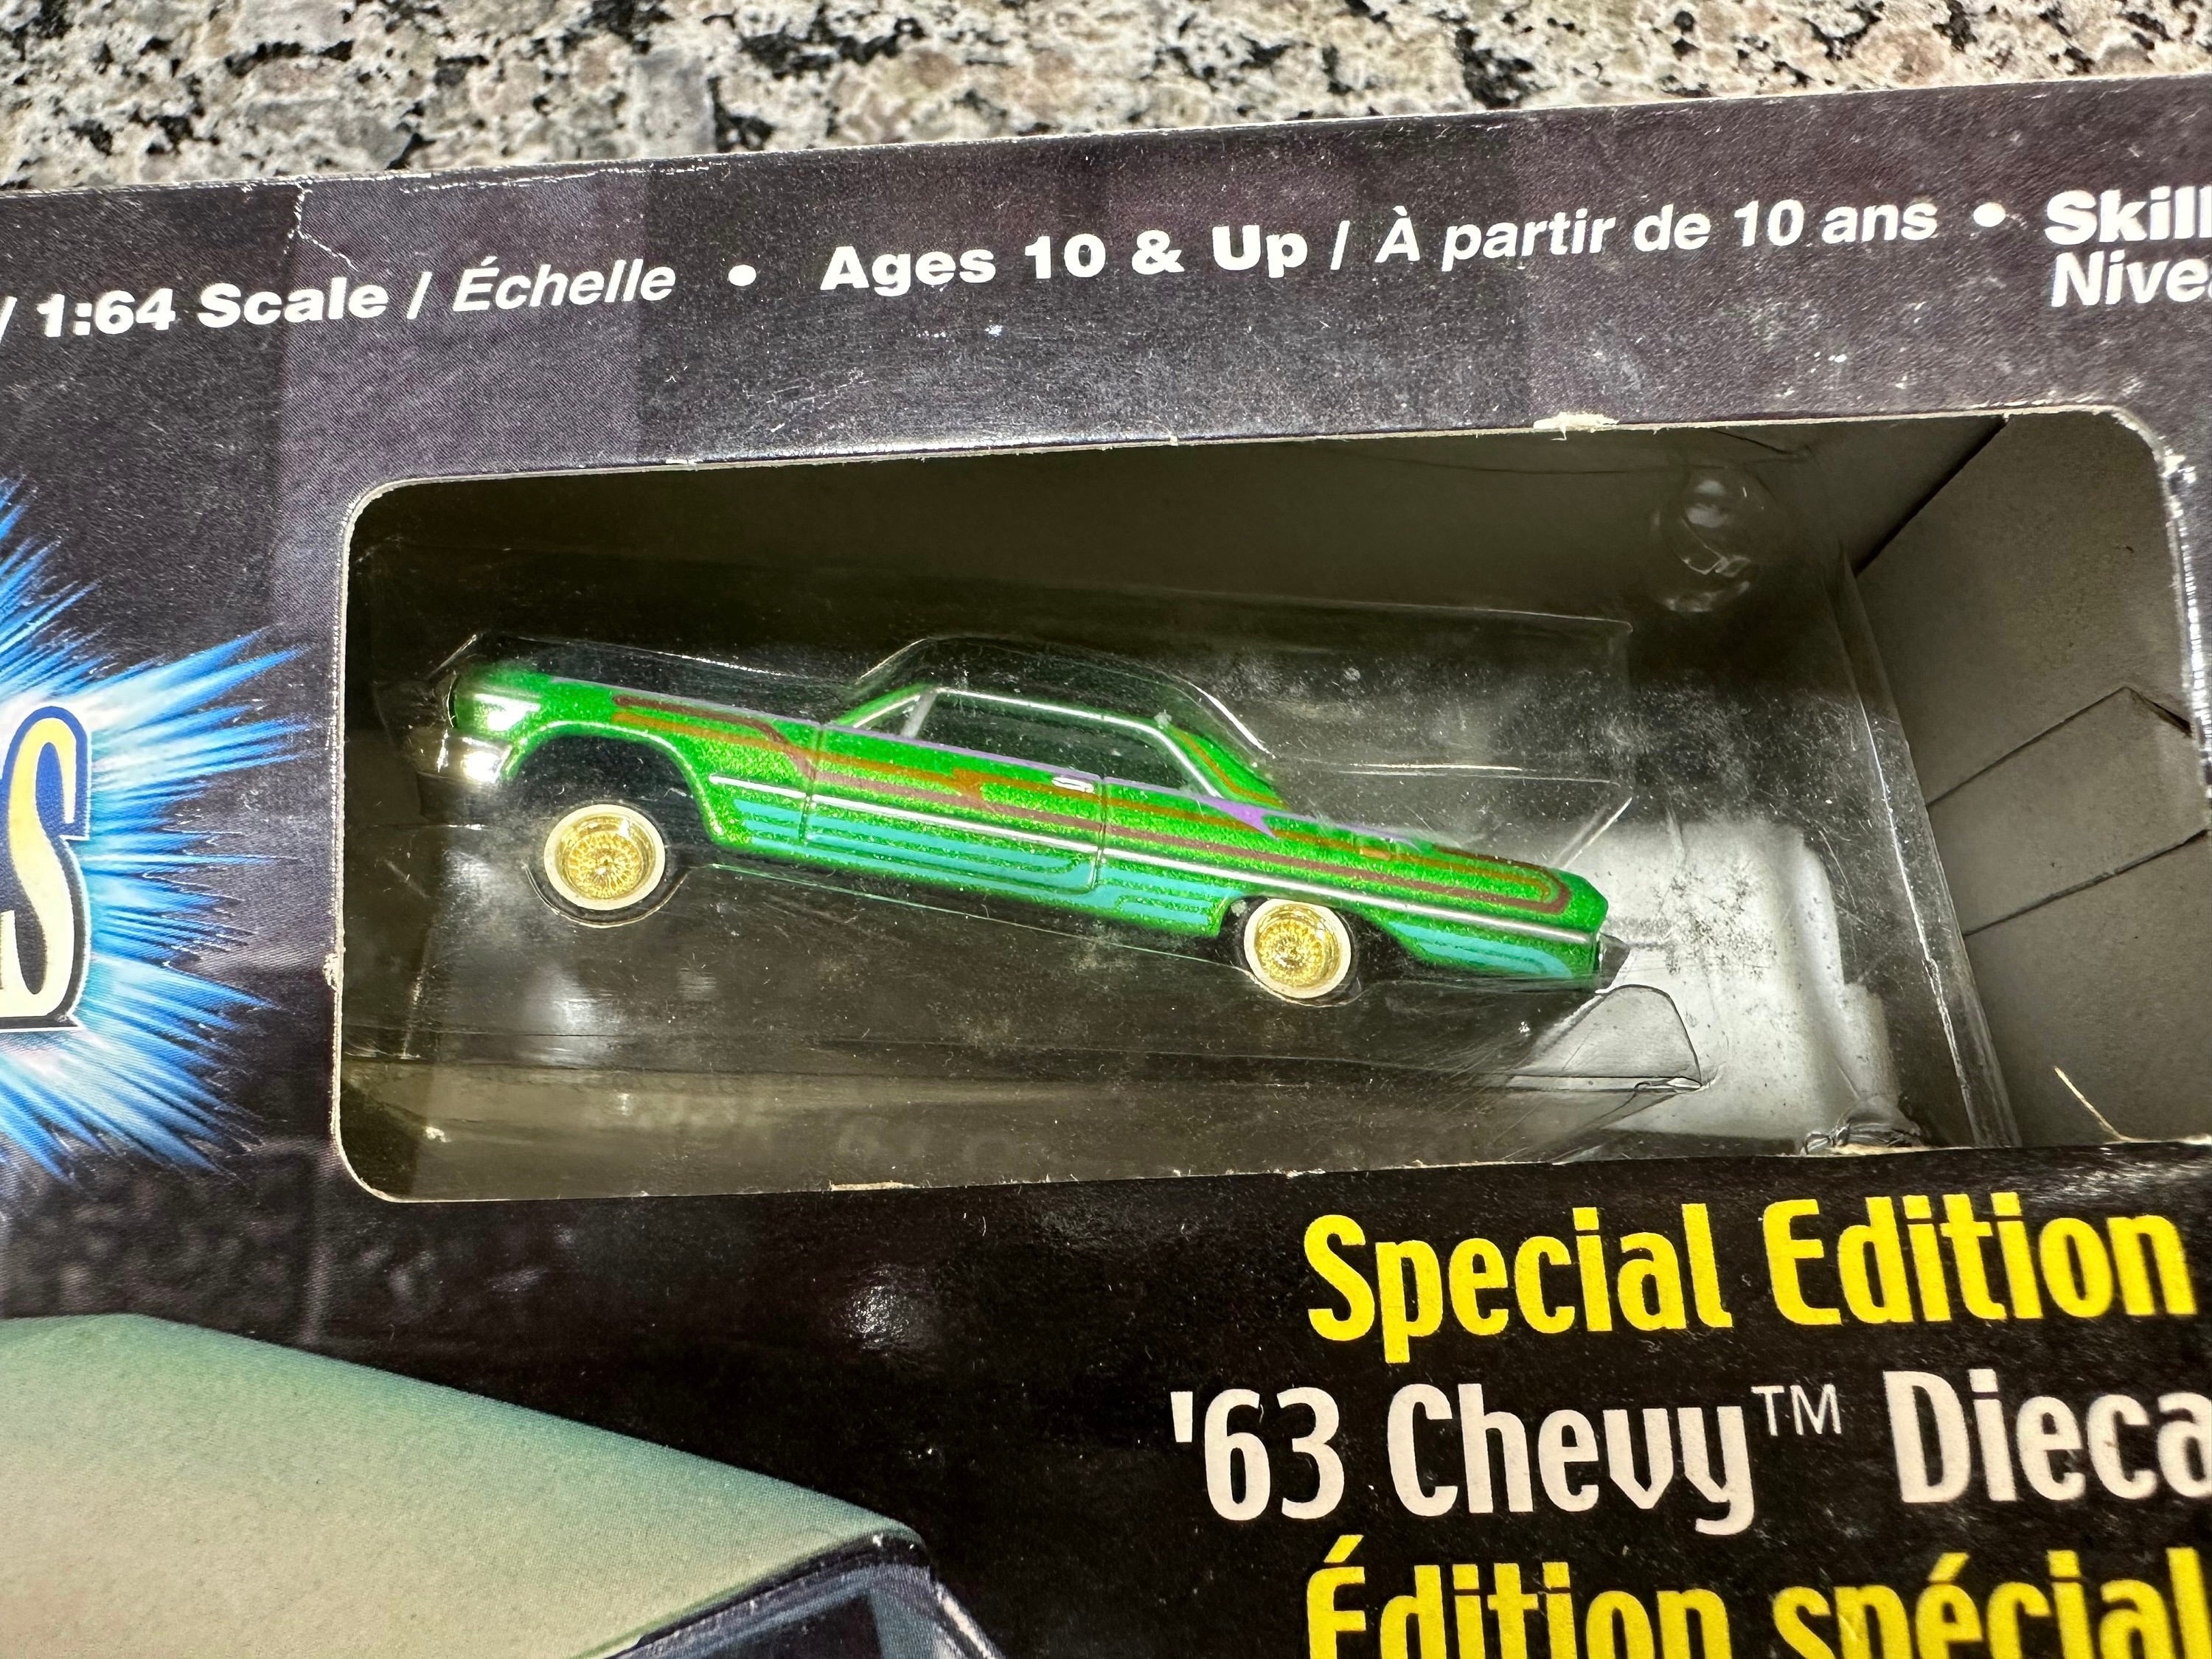 / 1:64 Scale / Échelle • Ages 10 & Up / À partir de 10 ans • Skill
Nive
S
Special Edition
'63 Chevy™ Dieca
Édition spécial